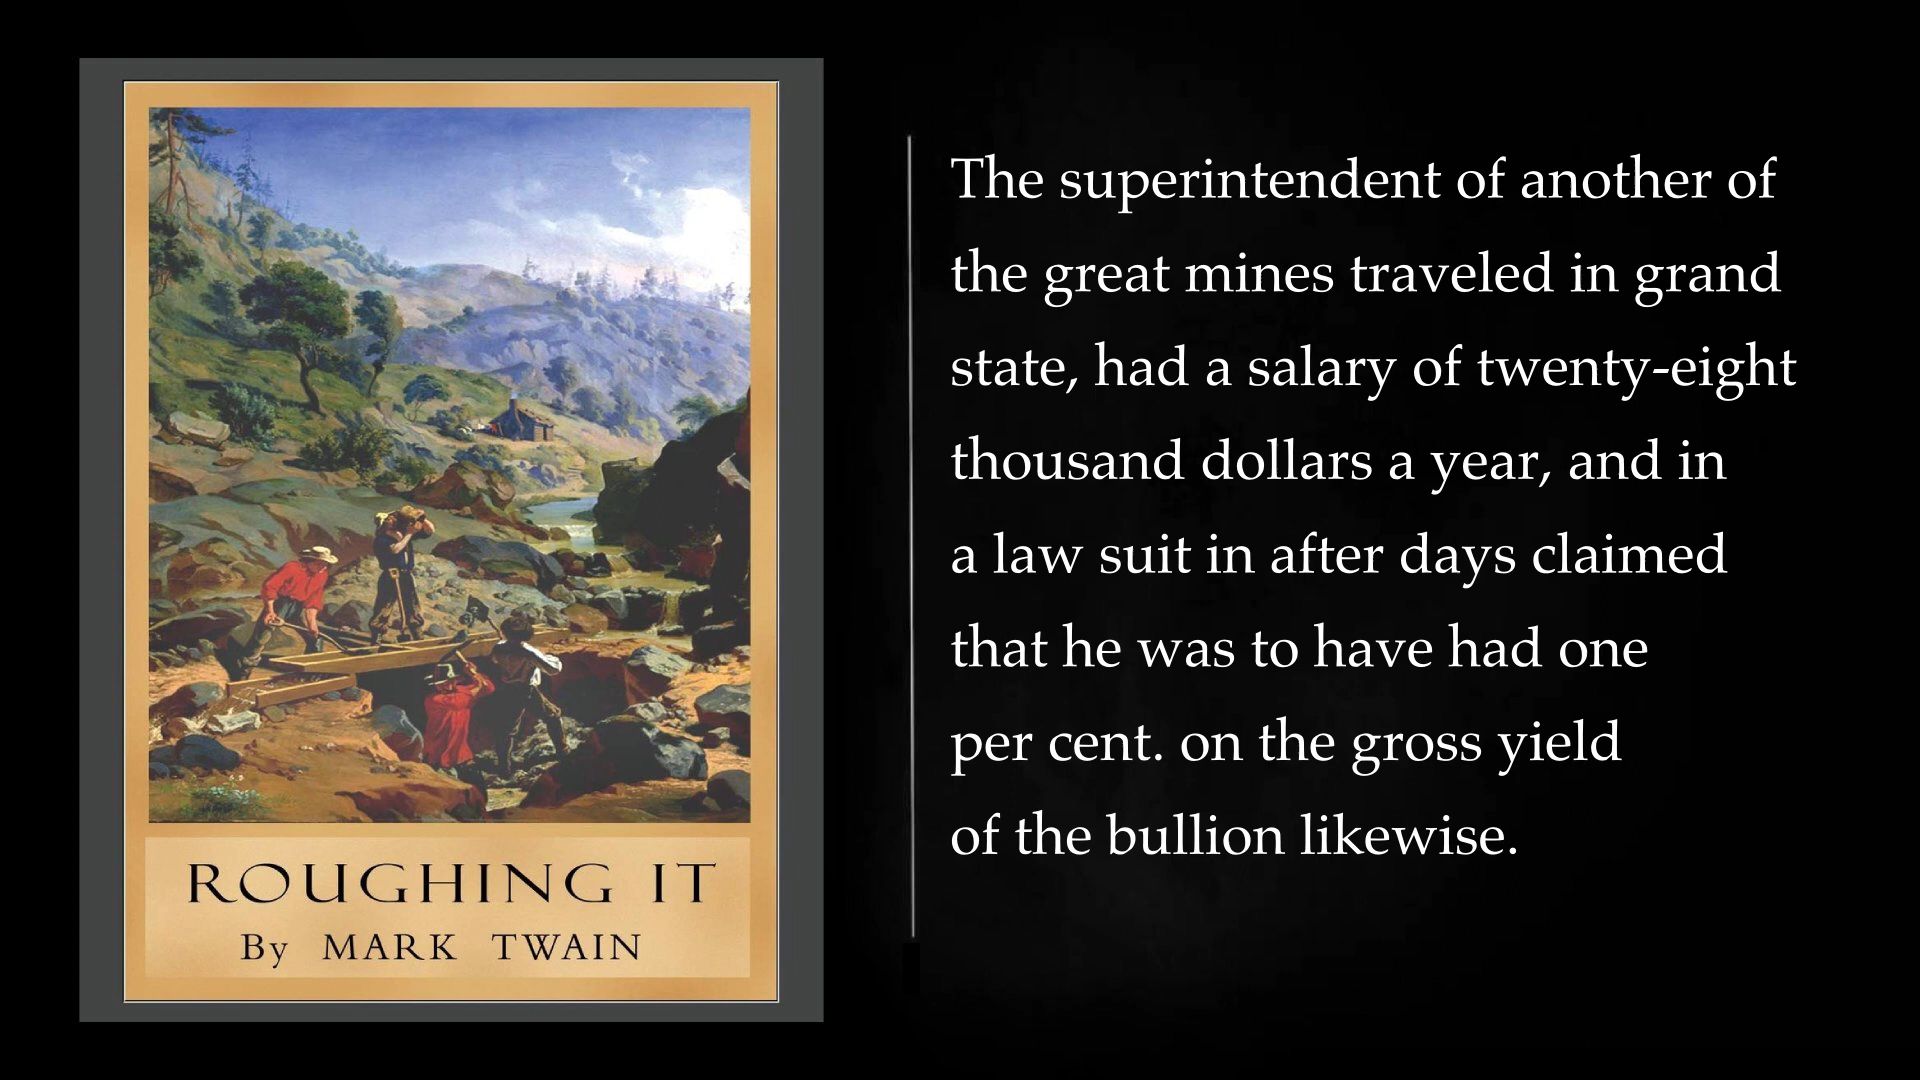 ROUGHING IT
By MARK TWAIN
The superintendent of another of
the great mines traveled in grand
state, had a salary of twenty-eight
thousand dollars a year, and in
a law suit in after days claimed
that he was to have had one
per cent. on the gross yield
of the bullion likewise.